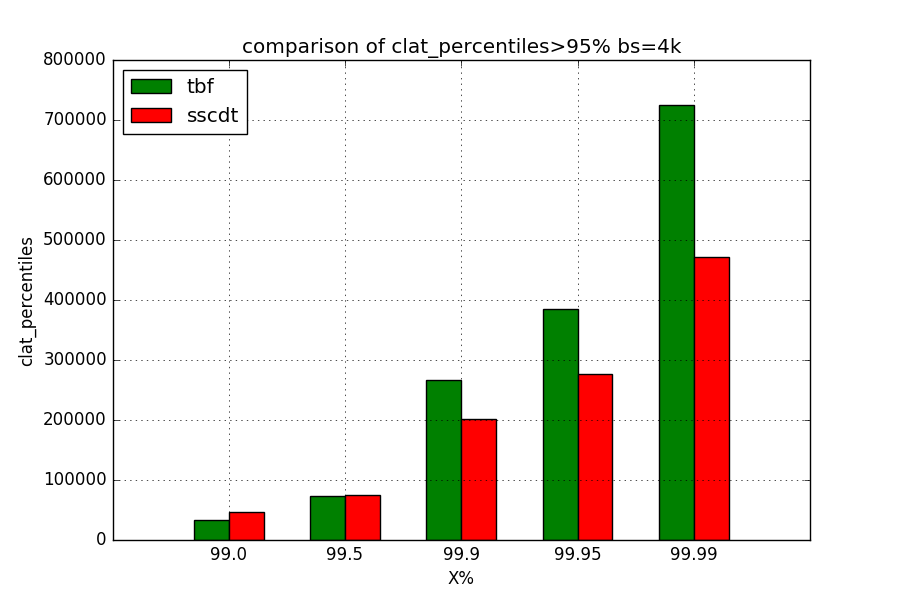 comparison of clat_percentiles>95% bs=4k
tbf
sscdt
800000
700000
600000
500000
400000
300000
200000
100000
0
clat_percentiles
99.0 99.5 99.9 99.95 99.99
X%